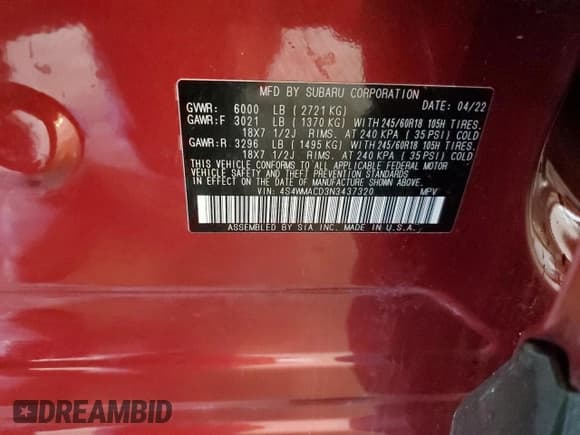 MFD BY SUBARU CORPORATION
GVWR: 6000 LB ( 2721 KG) DATE: 04/22
GAWR:F 3021 LB ( 1370 KG) WITH 245/60R18 105H TIRES.
18X7 1/2J RIMS. AT 240 KPA ( 35 PSI) COLD
GAWR:R 3296 LB ( 1495 KG) WITH 245/60R18 105H TIRES.
18X7 1/2J RIMS. AT 240 KPA ( 35 PSI) COLD
THIS VEHICLE CONFORMS TO ALL APPLICABLE FEDERAL MOTOR
VEHICLE SAFETY, BUMPER, AND THEFT PREVENTION
STANDARDS IN EFFECT ON THE DATE OF MANUFACTURE SHOWN ABOVE.
VIN: 4S4WMACD3N3437320 MPV
ASSEMBLED BY SIA INC. MADE IN U.S.A.
DREAMBID